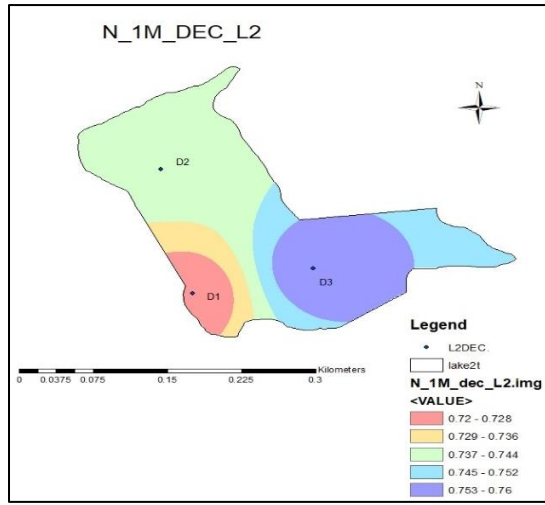 N_1M_DEC_L2
N
D2
D1
D3
Legend
L2DEC.
lake2t
Kilometers
0 0.0375 0.075 0.15 0.225 0.3
N_1M_dec_L2.img
<VALUE>
0.72 - 0.728
0.729 - 0.736
0.737 - 0.744
0.745 - 0.752
0.753 - 0.76